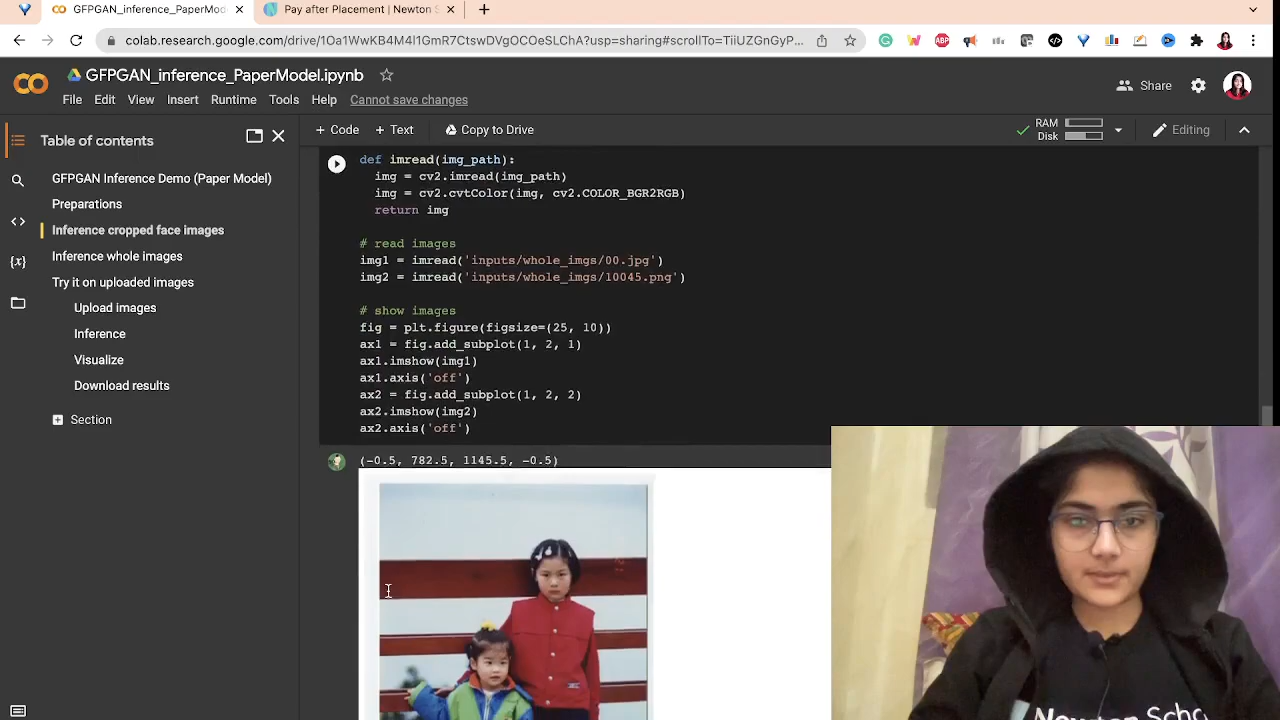 GFPGAN_inference_PaperMode
Pay after Placement | Newton S
colab.research.google.com/drive/1Oa1WwKB4M4l1GmR7CtswDVgOCOeSLChA?usp=sharing#scrollTo=TiiUZGnGyP...
GFPGAN_inference_PaperModel.ipynb
Share
File Edit View Insert Runtime Tools Help Cannot save changes
Table of contents
+ Code + Text Copy to Drive
RAM
Disk
Editing
GFPGAN Inference Demo (Paper Model)
Preparations
Inference cropped face images
Inference whole images
Try it on uploaded images
Upload images
Inference
Visualize
Download results
Section
def imread(img_path):
img = cv2.imread(img_path)
img = cv2.cvtColor(img, cv2.COLOR_BGR2RGB)
return img
# read images
img1 = imread('inputs/whole_imgs/00.jpg')
img2 = imread('inputs/whole_imgs/10045.png')
# show images
fig = plt.figure(figsize=(25, 10))
ax1 = fig.add_subplot(1, 2, 1)
ax1.imshow(img1)
ax1.axis('off')
ax2 = fig.add_subplot(1, 2, 2)
ax2.imshow(img2)
ax2.axis('off')
(-0.5, 782.5, 1145.5, -0.5)
Newton Scho